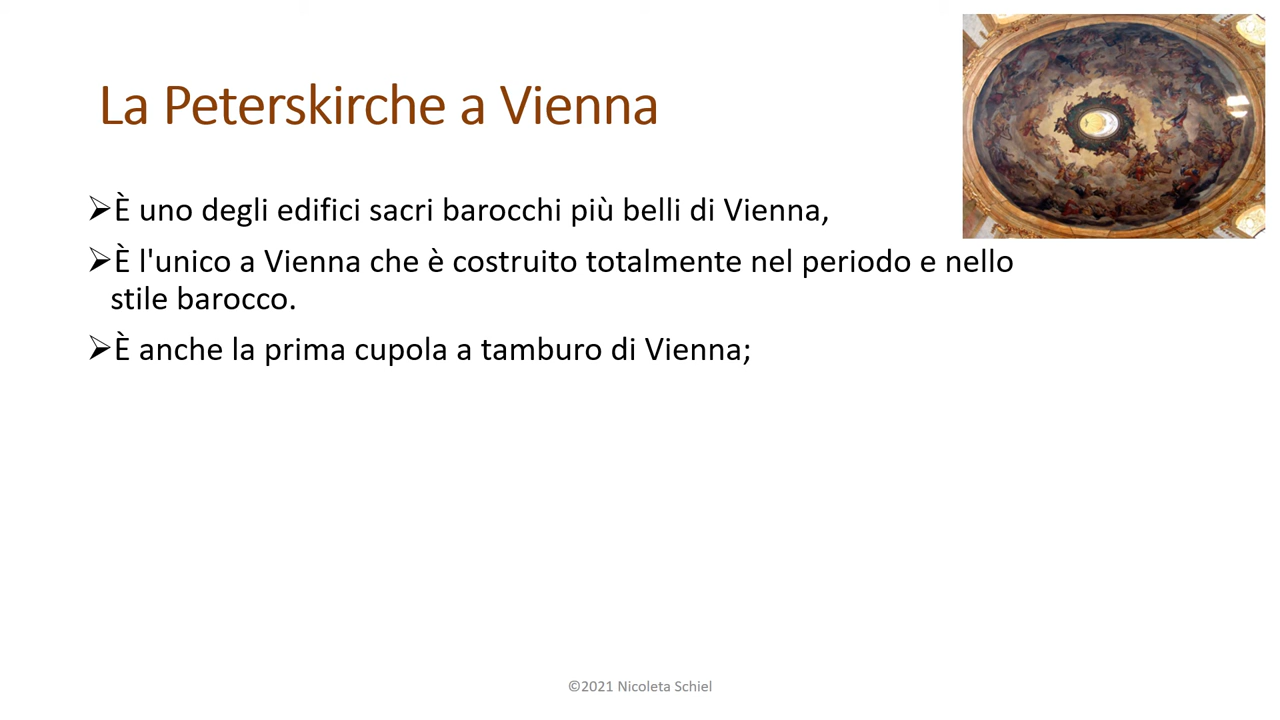 La Peterskirche a Vienna
➢È uno degli edifici sacri barocchi più belli di Vienna,
➢È l'unico a Vienna che è costruito totalmente nel periodo e nello
stile barocco.
➢È anche la prima cupola a tamburo di Vienna;
©2021 Nicoleta Schiel